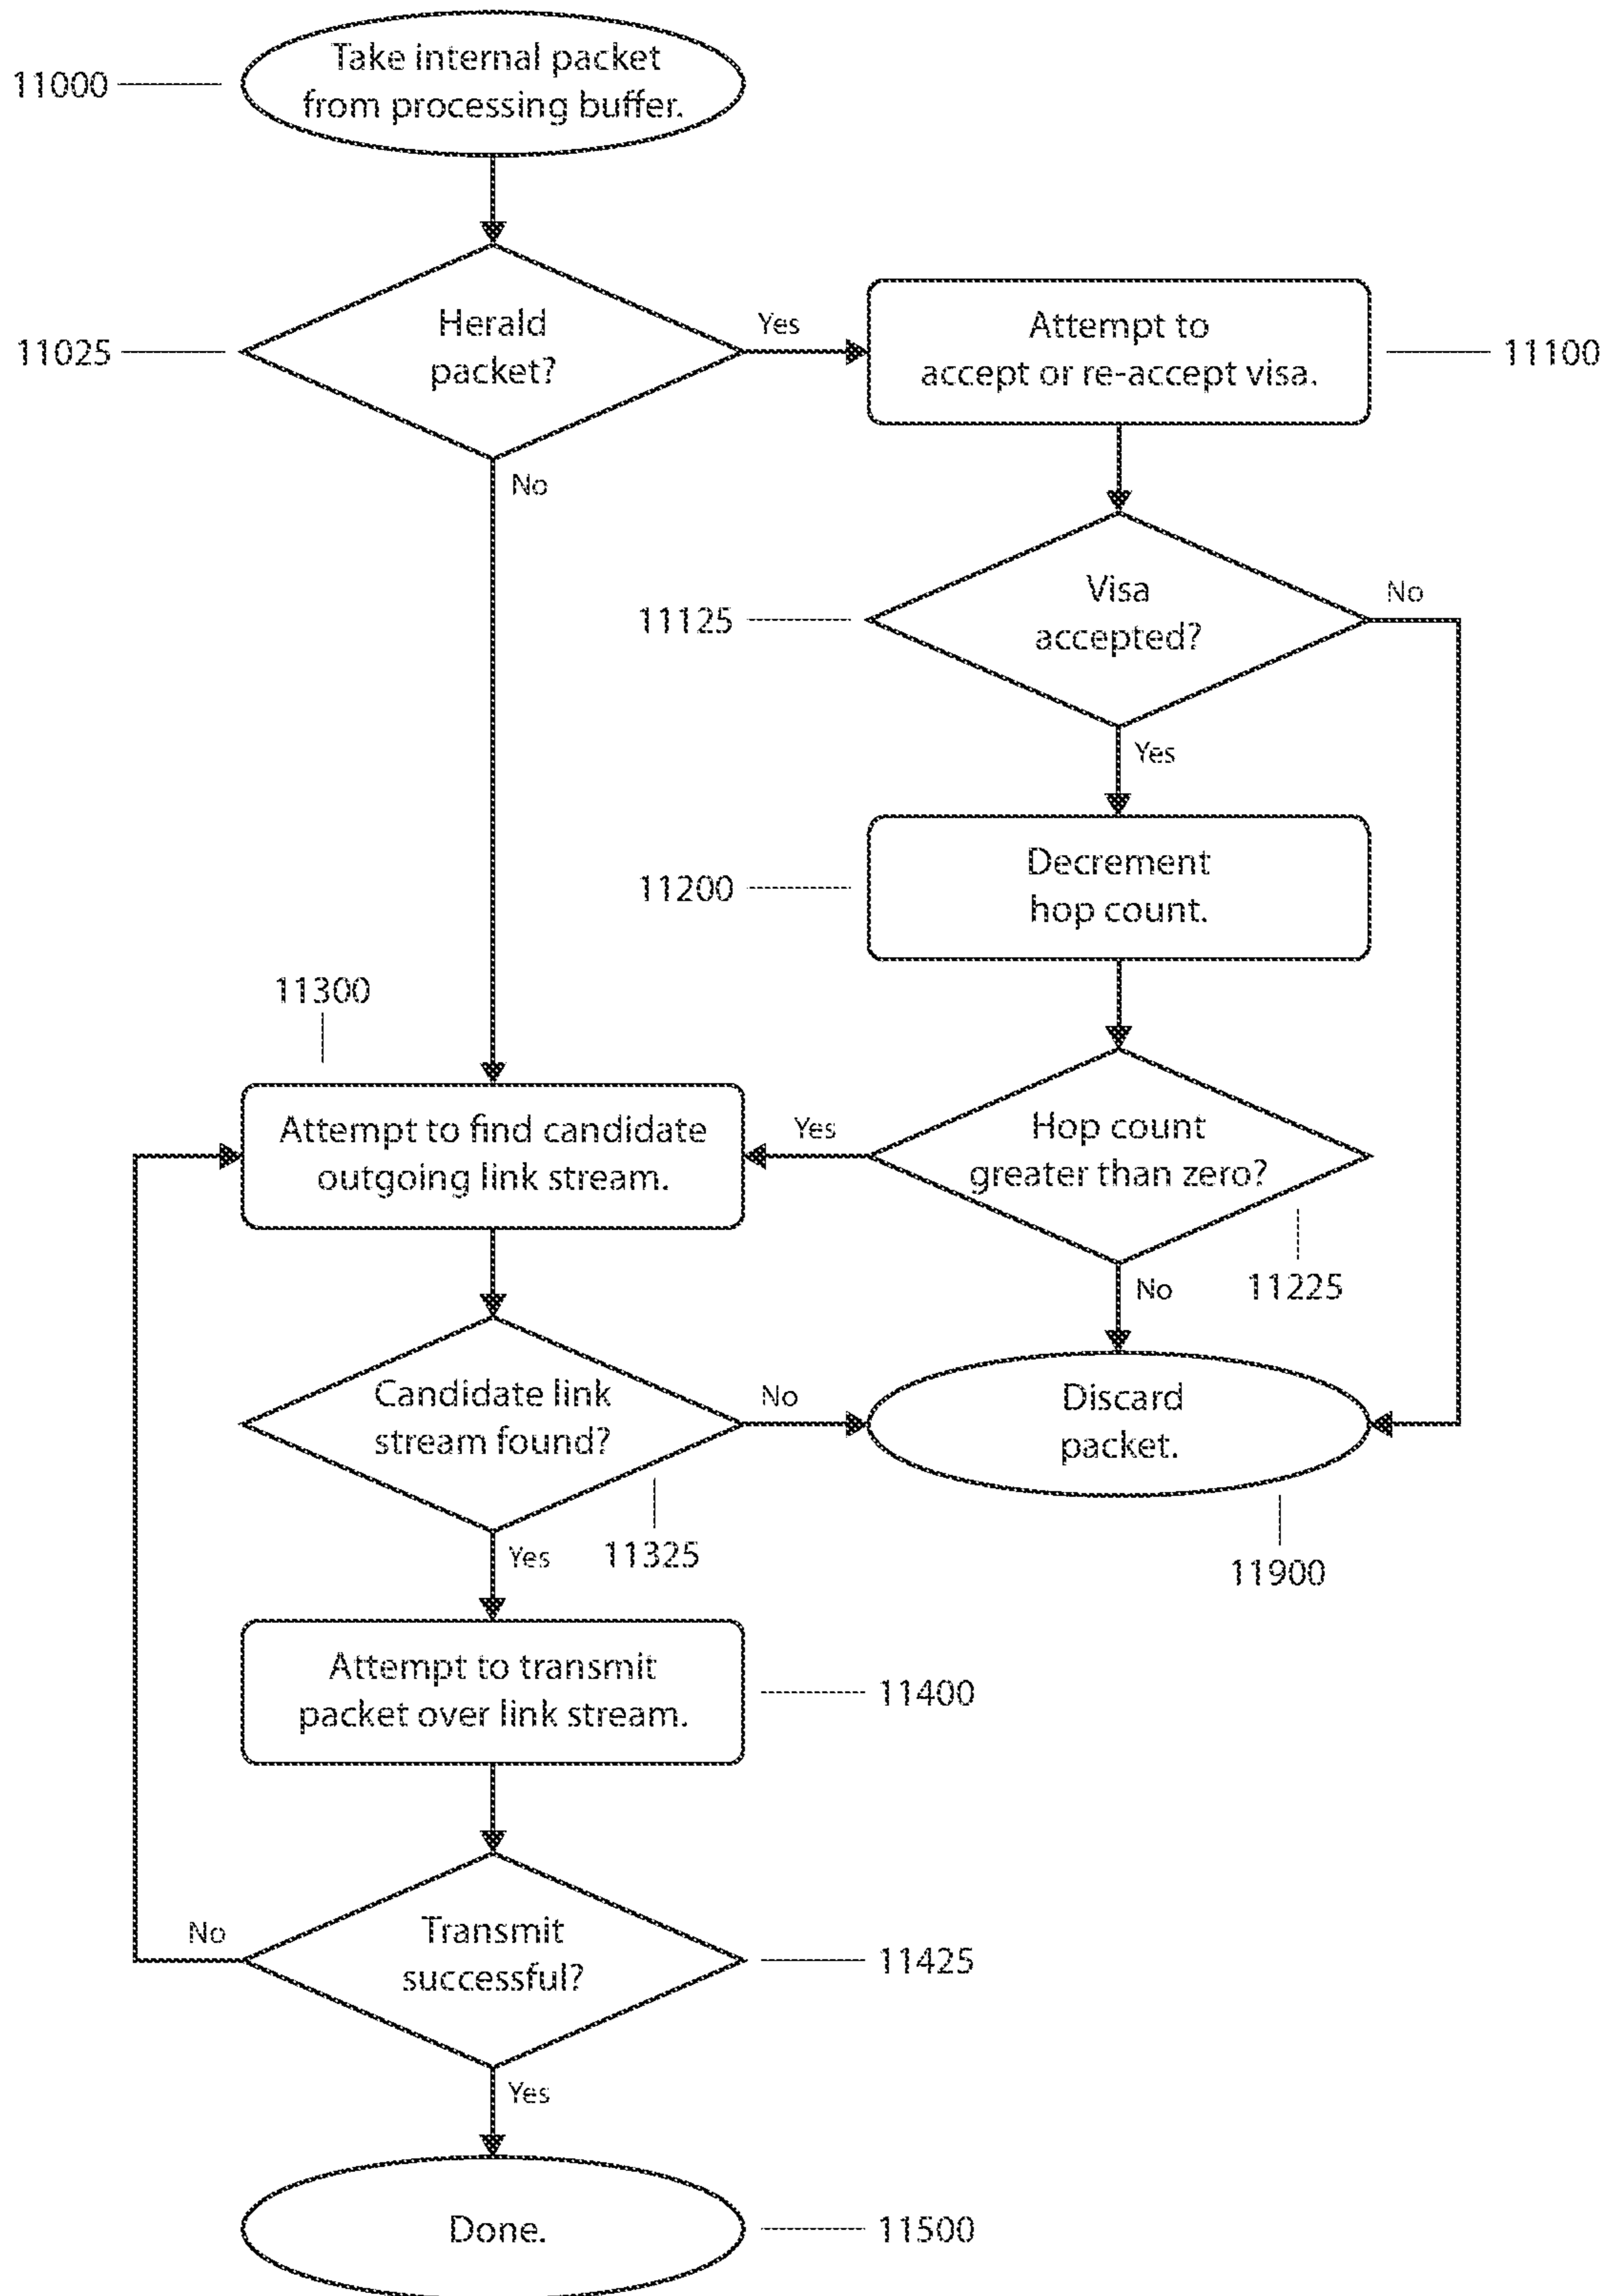 Take internal packet
from processing buffer.
11000
Herald
packet?
11025
Yes
Attempt to
accept or re-accept visa.
11100
No
Visa
accepted?
11125
No
Yes
Decrement
hop count.
11200
11300
Attempt to find candidate
outgoing link stream.
Yes
Hop count
greater than zero?
11225
No
Candidate link
stream found?
No
Discard
packet.
11325
Yes
11900
Attempt to transmit
packet over link stream.
11400
Transmit
successful?
No
11425
Yes
Done.
11500